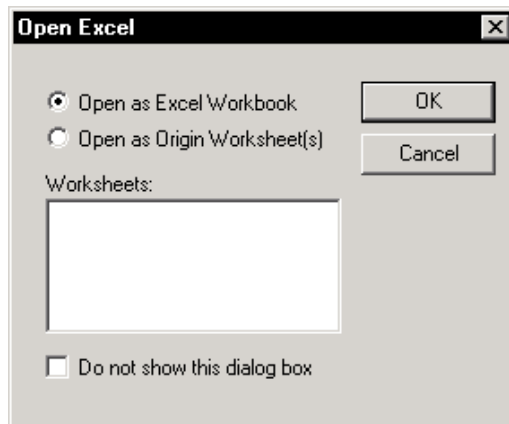 Open Excel
Open as Excel Workbook
OK
Open as Origin Worksheet(s)
Cancel
Worksheets:
Do not show this dialog box